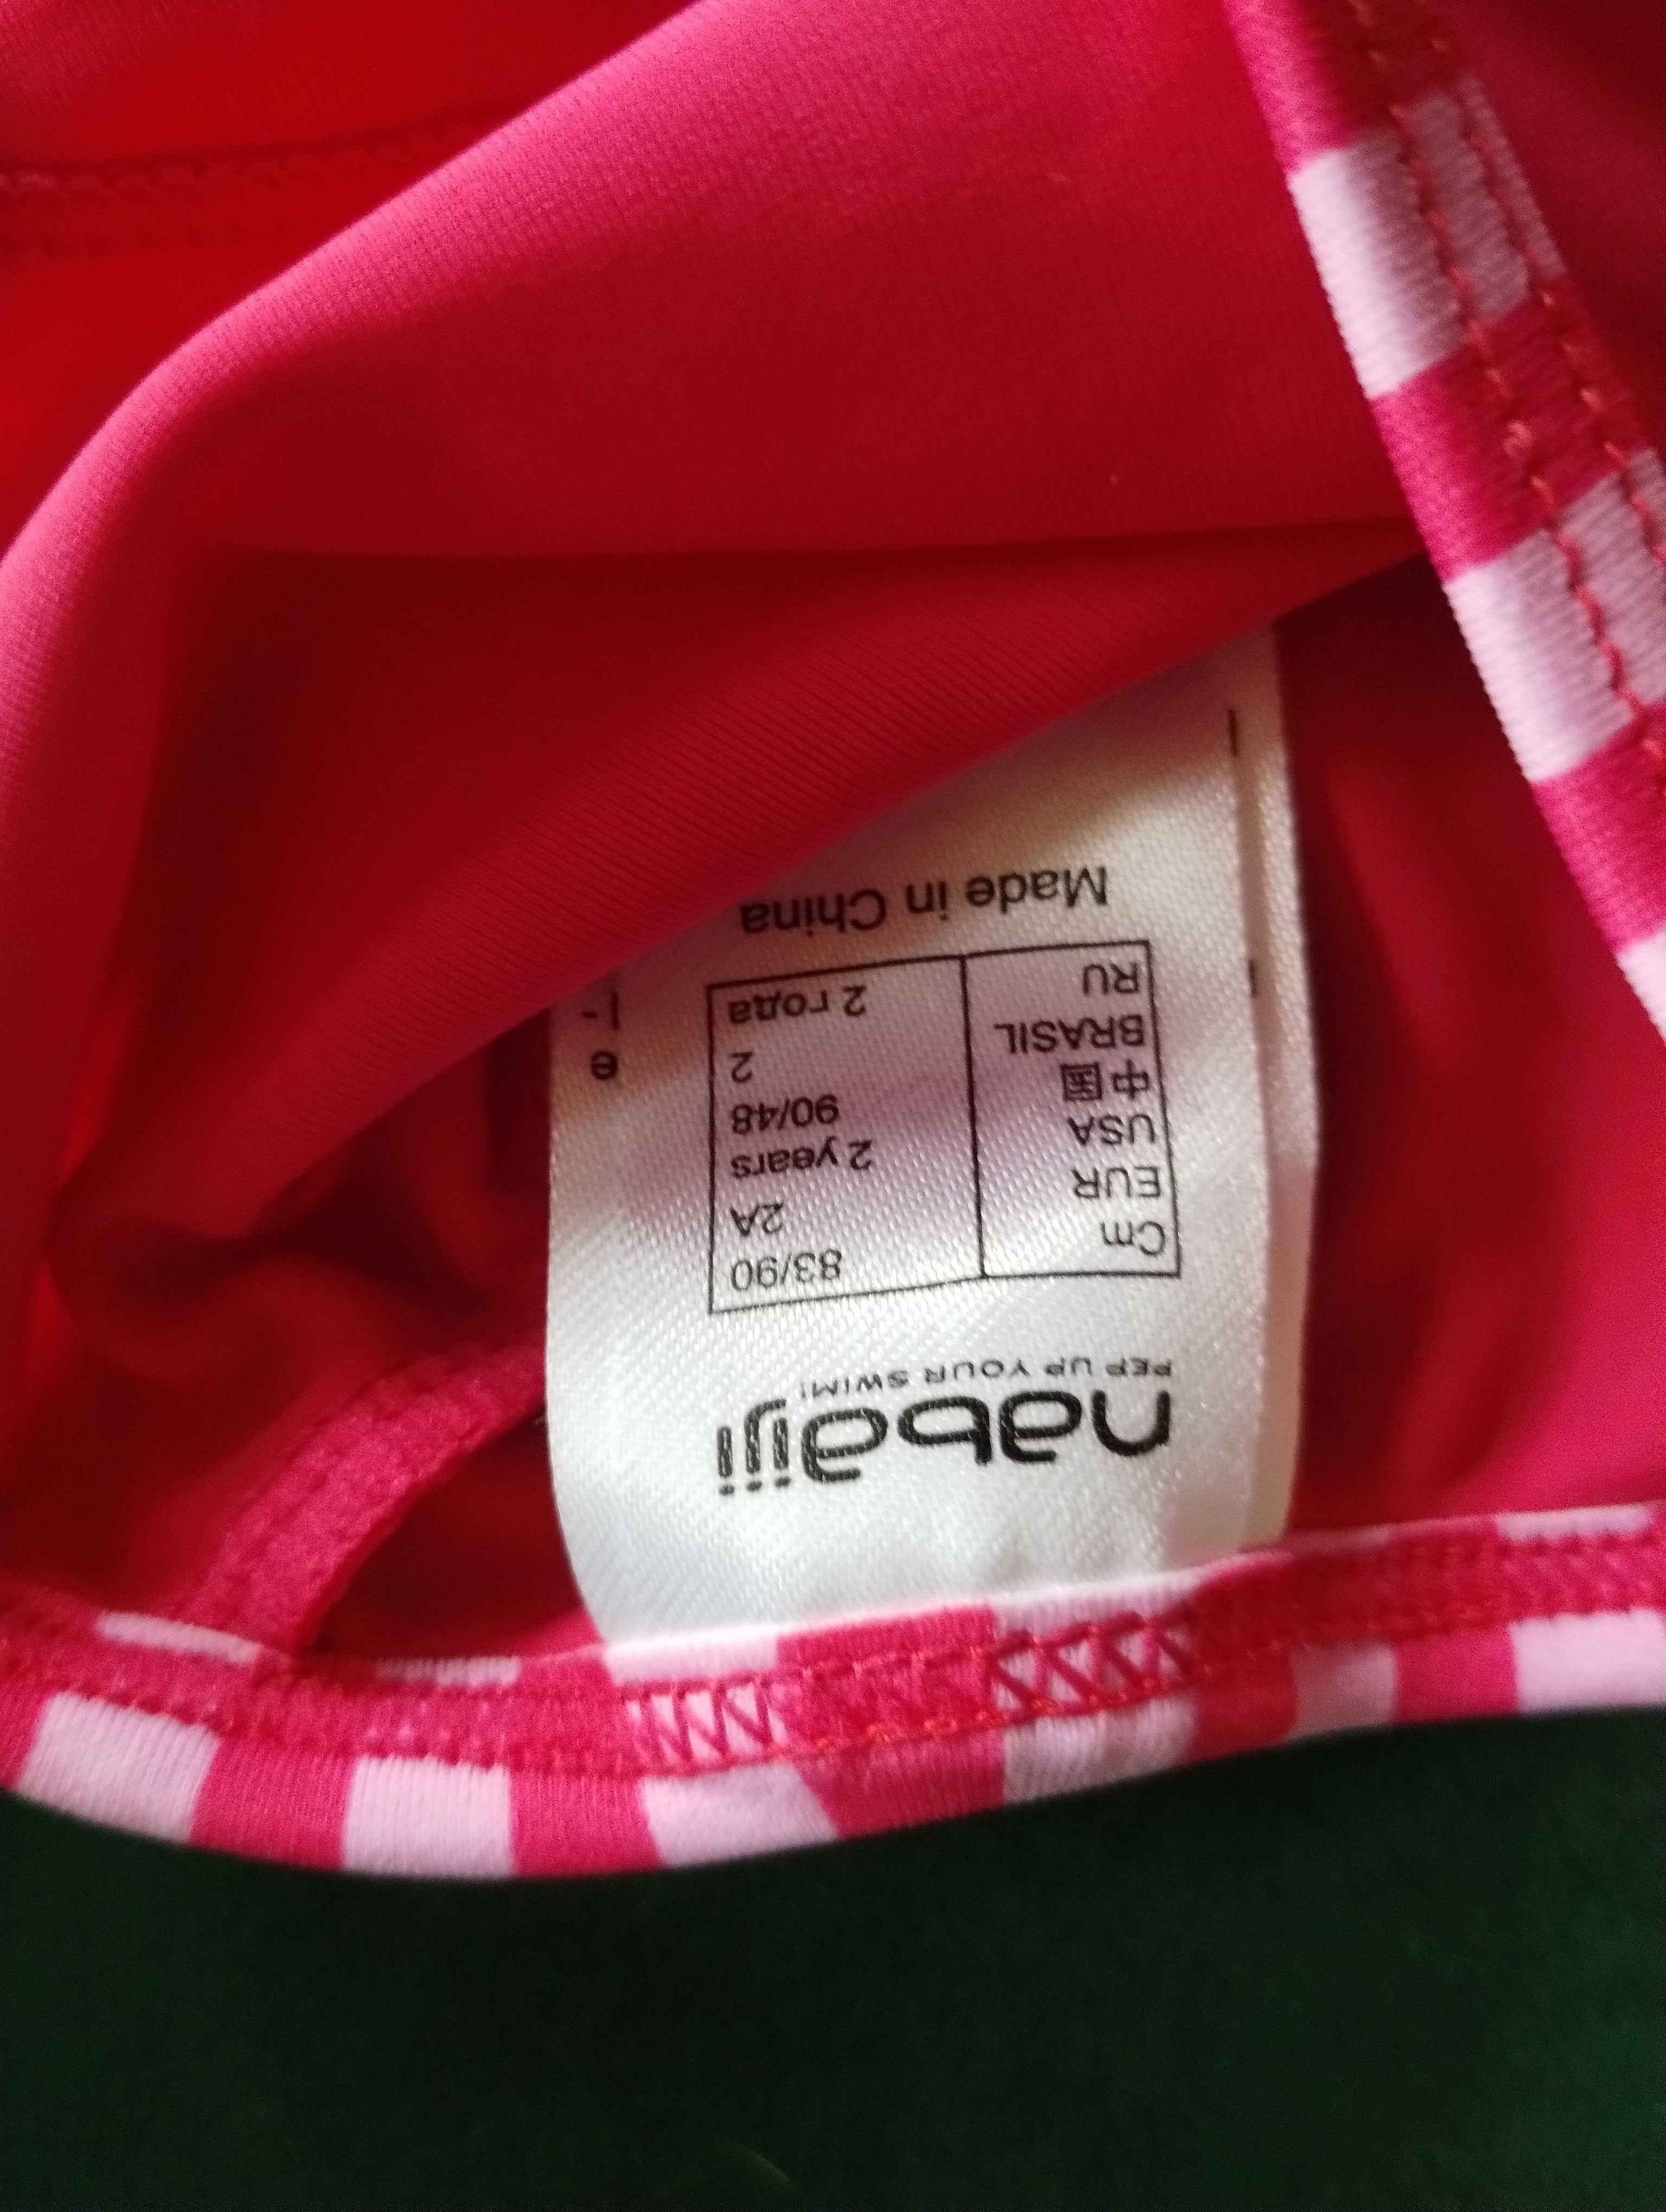 nabaiji
PEP UP YOUR SWIM!
Cm 83/90
EUR 2A
USA 2 years
中国 90/48
BRASIL 2
RU 2 года
Made in China